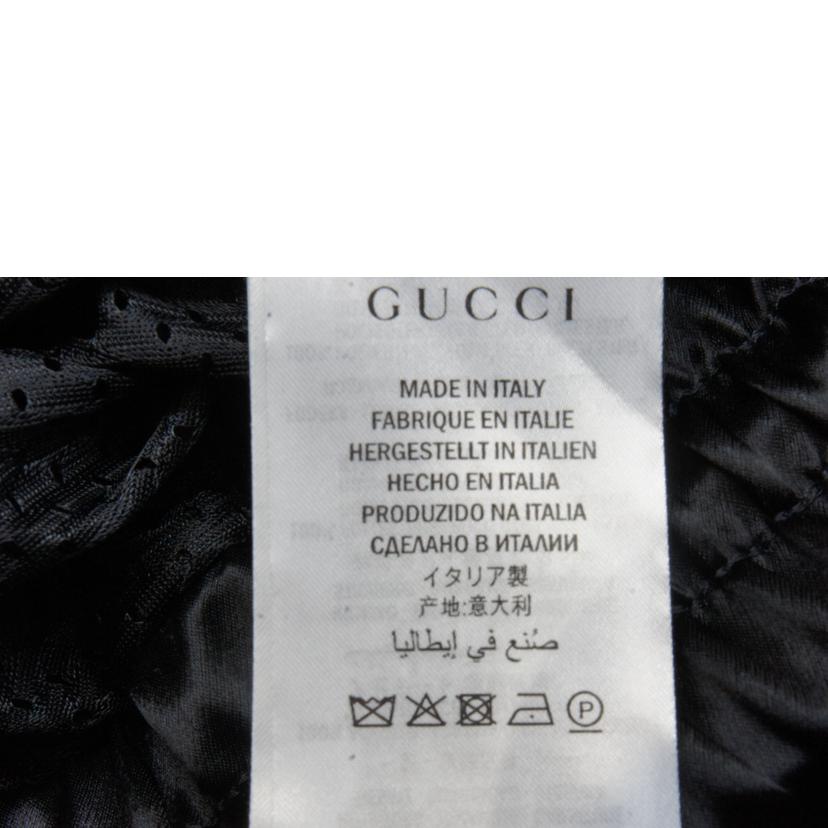 GUCCI
MADE IN ITALY
FABRIQUE EN ITALIE
HERGESTELLT IN ITALIEN
HECHO EN ITALIA
PRODUZIDO NA ITALIA
СДЕЛАНО В ИТАЛИИ
イタリア製
产地:意大利
صُنع في إيطاليا
P